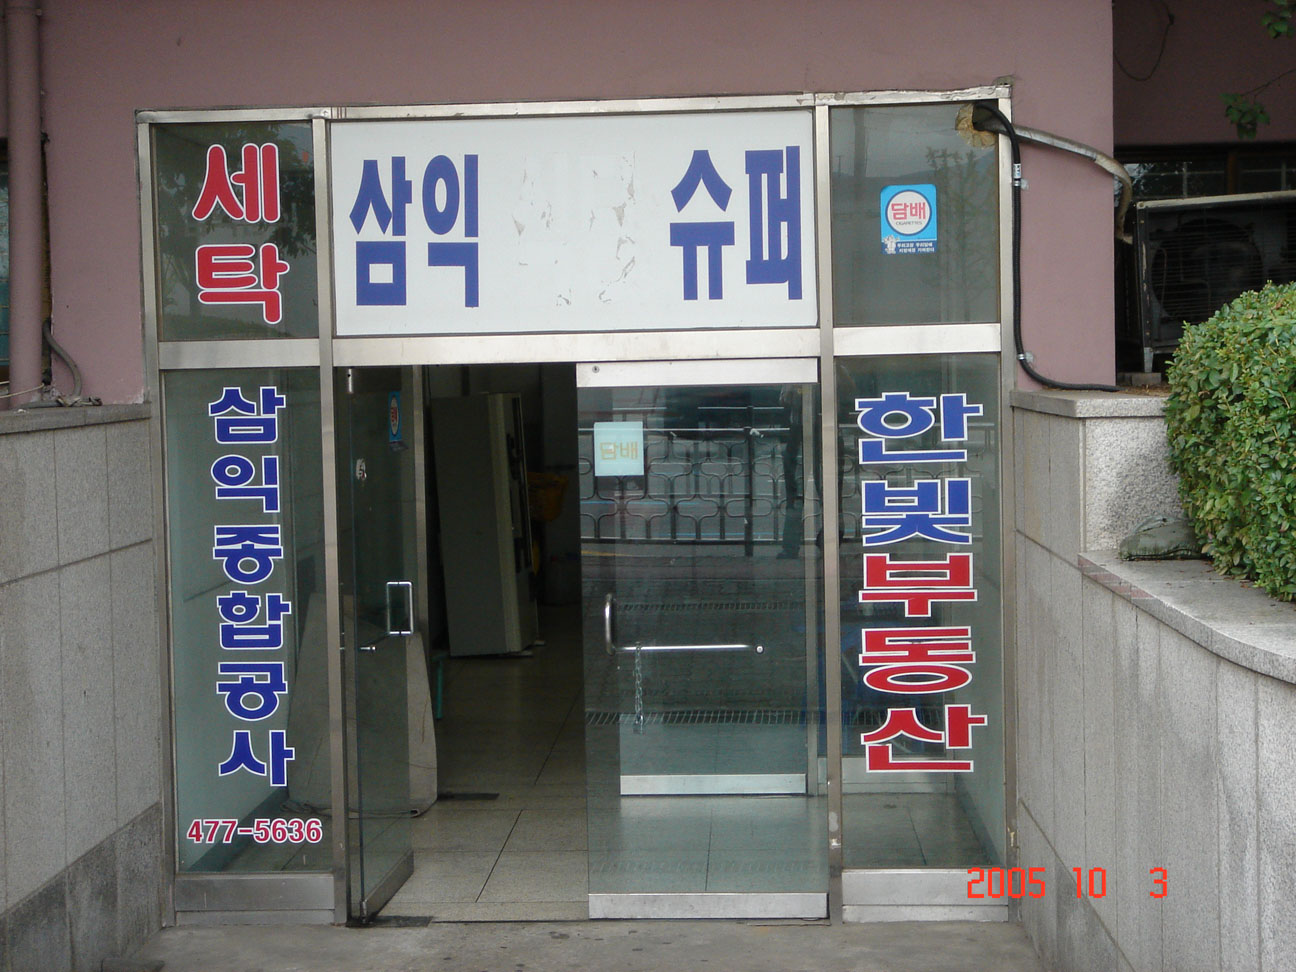 세탁
삼익 슈퍼
담배
삼익종합공사
477-5636
담배
한빛부동산
2005 10 3